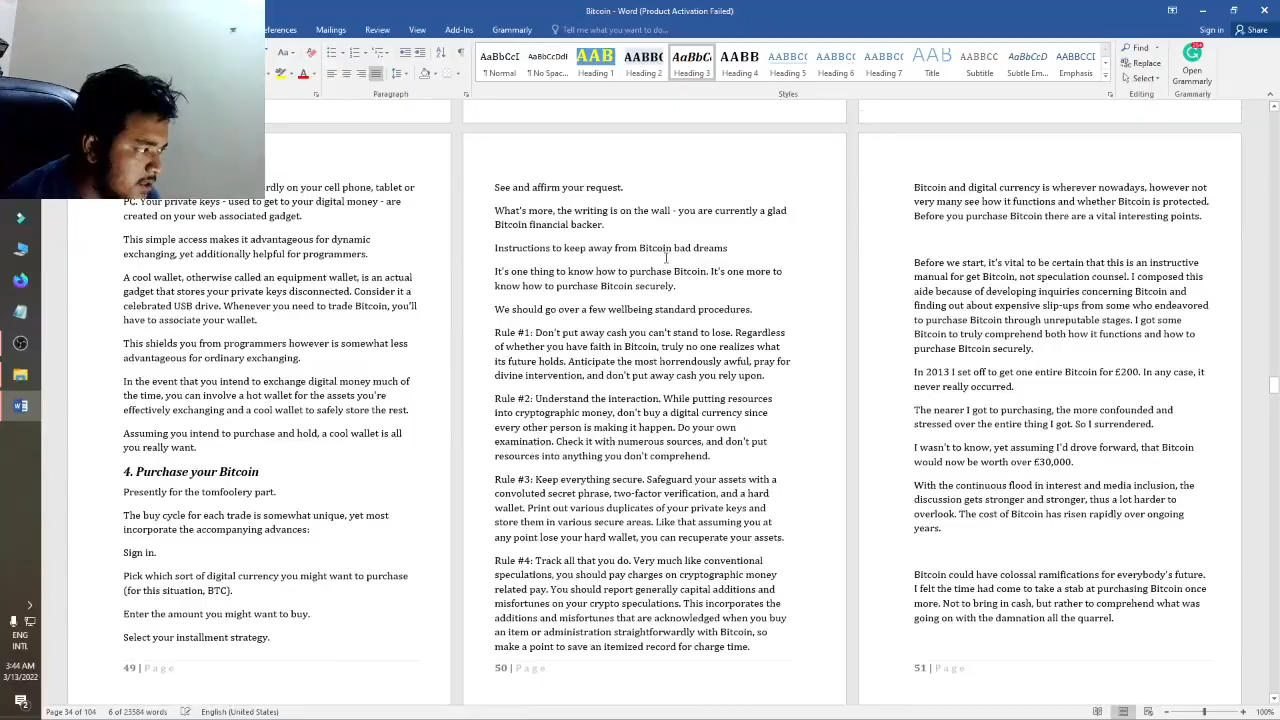 Bitcoin - Word (Product Activation Failed)
Mailings
Review
View
Add-Ins
Grammarly
Tell me what you want to do...
Sign in
Share
Aa
AaBbCcI
AaBbCcDdI
AAB
AABBC
AaBbC
AABB
AABBCC
AABBCC
AABBCC
AAB
AABBCC
AaBbCcD
AABBCCI
¶ Normal
¶ No Spac...
Heading 1
Heading 2
Heading 3
Heading 4
Heading 5
Heading 6
Heading 7
Title
Subtitle
Subtle Em...
Emphasis
Find
Replace
Select
Open
Grammarly
Paragraph
Styles
Editing
Grammarly
rdly on your cell phone, tablet or
PC. Your private keys - used to get to your digital money - are
created on your web associated gadget.
This simple access makes it advantageous for dynamic
exchanging, yet additionally helpful for programmers.
A cool wallet, otherwise called an equipment wallet, is an actual
gadget that stores your private keys disconnected. Consider it a
celebrated USB drive. Whenever you need to trade Bitcoin, you'll
have to associate your wallet.
This shields you from programmers however is somewhat less
advantageous for ordinary exchanging.
In the event that you intend to exchange digital money much of
the time, you can involve a hot wallet for the assets you're
effectively exchanging and a cool wallet to safely store the rest.
Assuming you intend to purchase and hold, a cool wallet is all
you really want.
4. Purchase your Bitcoin
Presently for the tomfoolery part.
The buy cycle for each trade is somewhat unique, yet most
incorporate the accompanying advances:
Sign in.
Pick which sort of digital currency you might want to purchase
(for this situation, BTC).
Enter the amount you might want to buy.
Select your installment strategy.
49 | Page
See and affirm your request.
What's more, the writing is on the wall - you are currently a glad
Bitcoin financial backer.
Instructions to keep away from Bitcoin bad dreams
It's one thing to know how to purchase Bitcoin. It's one more to
know how to purchase Bitcoin securely.
We should go over a few wellbeing standard procedures.
Rule #1: Don't put away cash you can't stand to lose. Regardless
of whether you have faith in Bitcoin, truly no one realizes what
its future holds. Anticipate the most horrendously awful, pray for
divine intervention, and don't put away cash you rely upon.
Rule #2: Understand the interaction. While putting resources
into cryptographic money, don't buy a digital currency since
every other person is making it happen. Do your own
examination. Check it with numerous sources, and don't put
resources into anything you don't comprehend.
Rule #3: Keep everything secure. Safeguard your assets with a
convoluted secret phrase, two-factor verification, and a hard
wallet. Print out various duplicates of your private keys and
store them in various secure areas. Like that assuming you at
any point lose your hard wallet, you can recuperate your assets.
Rule #4: Track all that you do. Very much like conventional
speculations, you should pay charges on cryptographic money
related pay. You should report generally capital additions and
misfortunes on your crypto speculations. This incorporates the
additions and misfortunes that are acknowledged when you buy
an item or administration straightforwardly with Bitcoin, so
make a point to save an itemized record for charge time.
50 | Page
Bitcoin and digital currency is wherever nowadays, however not
very many see how it functions and whether Bitcoin is protected.
Before you purchase Bitcoin there are a vital interesting points.
Before we start, it's vital to be certain that this is an instructive
manual for get Bitcoin, not speculation counsel. I composed this
aide because of developing inquiries concerning Bitcoin and
finding out about expensive slip-ups from some who endeavored
to purchase Bitcoin through unreputable stages. I got some
Bitcoin to truly comprehend both how it functions and how to
purchase Bitcoin securely.
In 2013 I set off to get one entire Bitcoin for £200. In any case, it
never really occurred.
The nearer I got to purchasing, the more confounded and
stressed over the entire thing I got. So I surrendered.
I wasn't to know, yet assuming I'd drove forward, that Bitcoin
would now be worth over £30,000.
With the continuous flood in interest and media inclusion, the
discussion gets stronger and stronger, thus a lot harder to
overlook. The cost of Bitcoin has risen rapidly over ongoing
years.
Bitcoin could have colossal ramifications for everybody's future.
I felt the time had come to take a stab at purchasing Bitcoin once
more. Not to bring in cash, but rather to comprehend what was
going on with the damnation all the quarrel.
51 | Page
ENG
INTL
3:44 AM
3/13/2022
Page 34 of 104
6 of 23584 words
English (United States)
100%